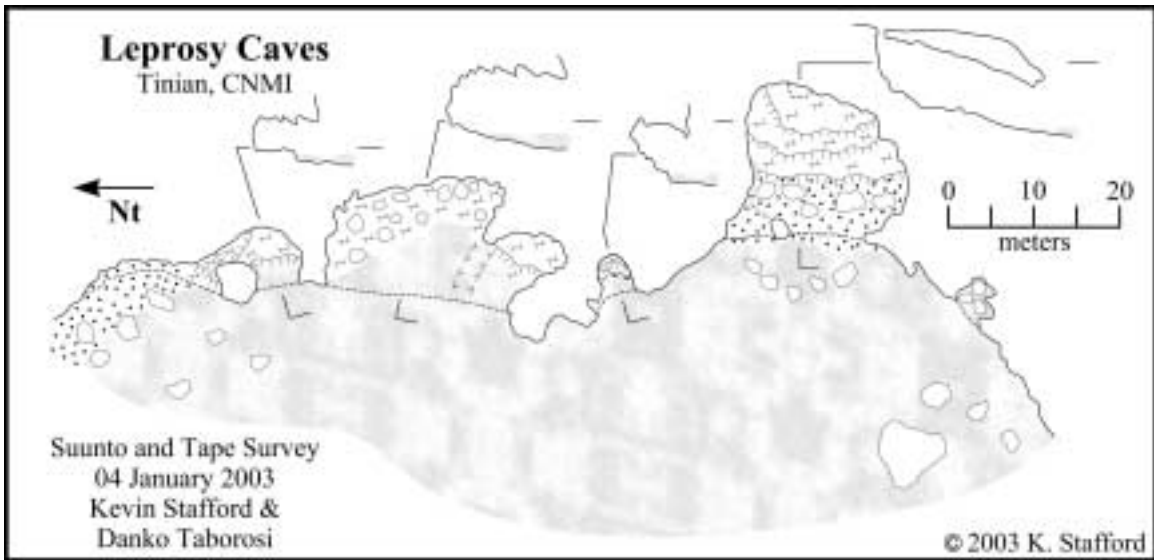 Leprosy Caves
Tinian, CNMI
Nt
0 10 20
meters
Suunto and Tape Survey
04 January 2003
Kevin Stafford &
Danko Taborosi
© 2003 K. Stafford